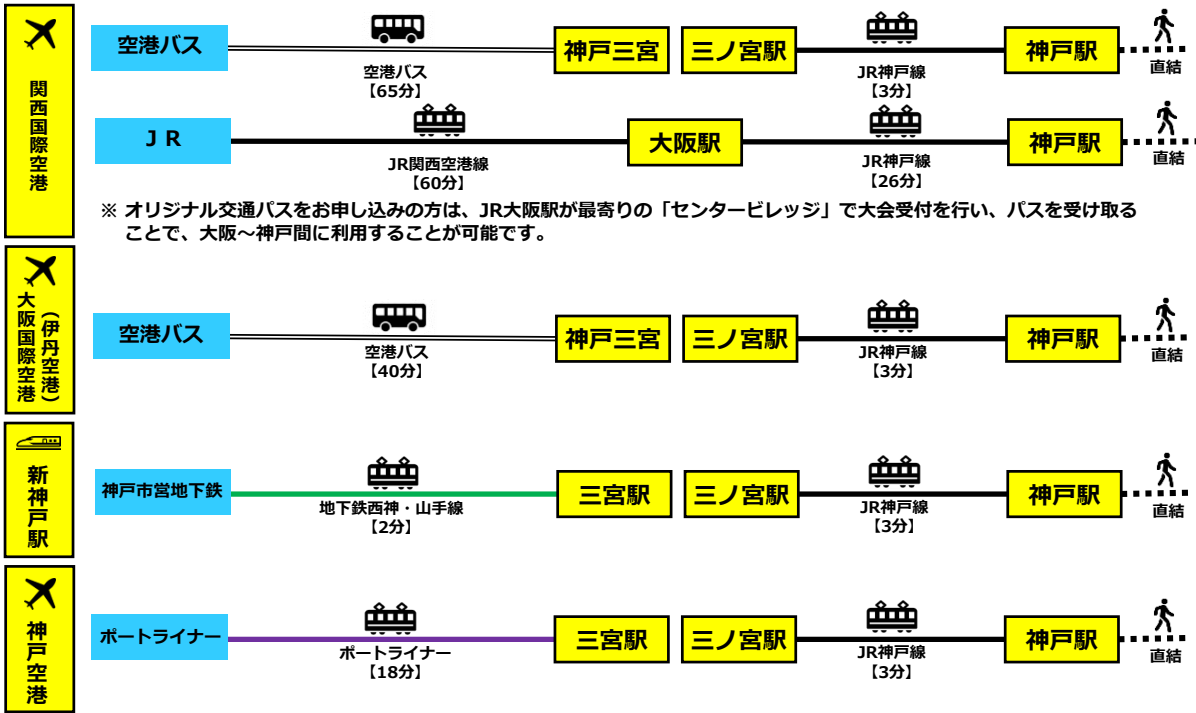 関西国際空港
空港バス
空港バス
【65分】
神戸三宮
三ノ宮駅
JR神戸線
【3分】
神戸駅
直結
ＪＲ
JR関西空港線
【60分】
大阪駅
JR神戸線
【26分】
神戸駅
直結
※ オリジナル交通パスをお申し込みの方は、JR大阪駅が最寄りの「センタービレッジ」で大会受付を行い、パスを受け取る
ことで、大阪～神戸間に利用することが可能です。
大阪国際空港
（伊丹空港）
空港バス
空港バス
【40分】
神戸三宮
三ノ宮駅
JR神戸線
【3分】
神戸駅
直結
新神戸駅
神戸市営地下鉄
地下鉄西神・山手線
【2分】
三宮駅
三ノ宮駅
JR神戸線
【3分】
神戸駅
直結
神戸空港
ポートライナー
ポートライナー
【18分】
三宮駅
三ノ宮駅
JR神戸線
【3分】
神戸駅
直結